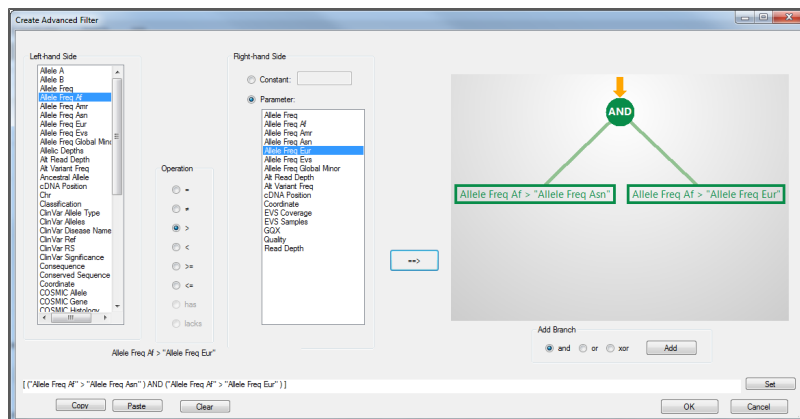 Create Advanced Filter
Left-hand Side
Allele A
Allele B
Allele Freq
Allele Freq Af
Allele Freq Amr
Allele Freq Asn
Allele Freq Eur
Allele Freq Evs
Allele Freq Global Mino
Allelic Depths
Alt Read Depth
Alt Variant Freq
Ancestral Allele
cDNA Position
Chr
Classification
ClinVar Allele Type
ClinVar Alleles
ClinVar Disease Name
ClinVar Ref
ClinVar RS
ClinVar Significance
Consequence
Conserved Sequence
Coordinate
COSMIC Allele
COSMIC Gene
COSMIC Histology
Operation
=
≠
>
<
>=
<=
has
lacks
Allele Freq Af > "Allele Freq Eur"
Right-hand Side
Constant:
Parameter:
Allele Freq
Allele Freq Af
Allele Freq Amr
Allele Freq Asn
Allele Freq Eur
Allele Freq Evs
Allele Freq Global Minor
Alt Read Depth
Alt Variant Freq
cDNA Position
Coordinate
EVS Coverage
EVS Samples
GQX
Quality
Read Depth
==>
AND
Allele Freq Af > "Allele Freq Asn"
Allele Freq Af > "Allele Freq Eur"
Add Branch
and
or
xor
Add
[ ("Allele Freq Af" > "Allele Freq Asn" ) AND ("Allele Freq Af" > "Allele Freq Eur" ) ]
Set
Copy
Paste
Clear
OK
Cancel